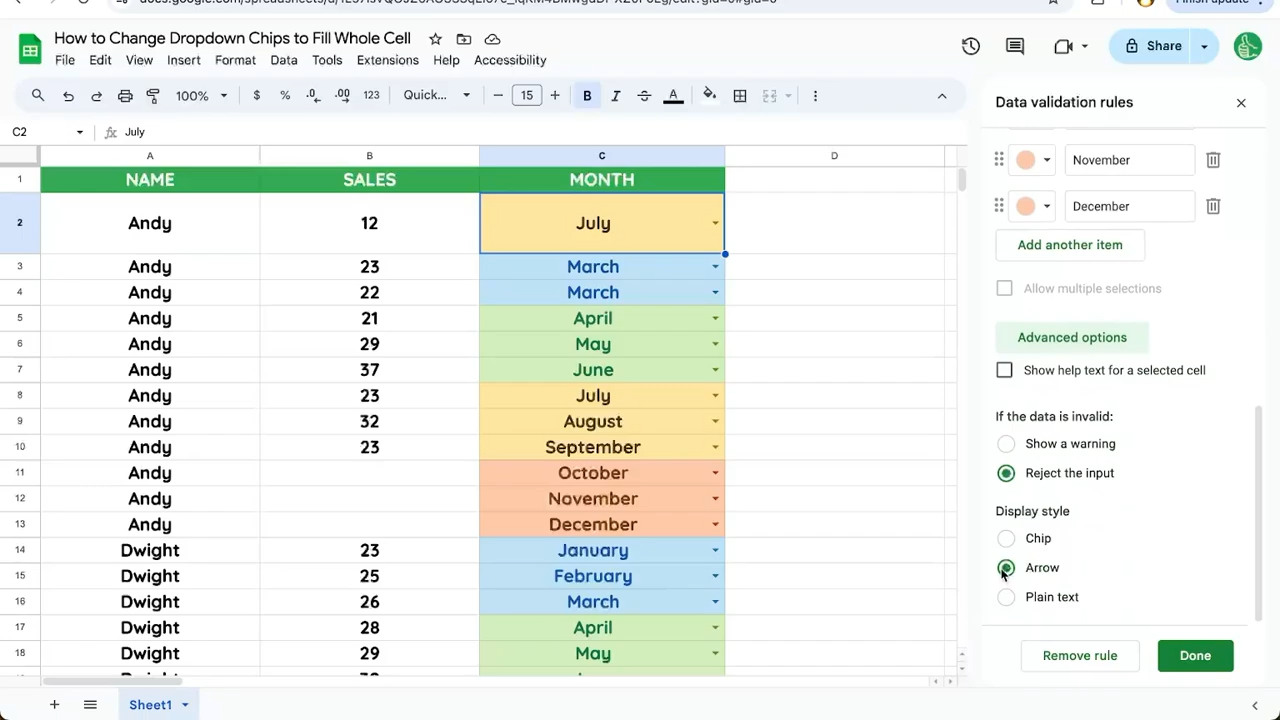 Finish update
How to Change Dropdown Chips to Fill Whole Cell
File Edit View Insert Format Data Tools Extensions Help Accessibility
Share
100% $ % .0 .00 123 Quick... − 15 + B I S A
C2 fx July
A B C D
1 NAME SALES MONTH
2 Andy 12 July
3 Andy 23 March
4 Andy 22 March
5 Andy 21 April
6 Andy 29 May
7 Andy 37 June
8 Andy 23 July
9 Andy 32 August
10 Andy 23 September
11 Andy October
12 Andy November
13 Andy December
14 Dwight 23 January
15 Dwight 25 February
16 Dwight 26 March
17 Dwight 28 April
18 Dwight 29 May
Sheet1
Data validation rules
November
December
Add another item
Allow multiple selections
Advanced options
Show help text for a selected cell
If the data is invalid:
Show a warning
Reject the input
Display style
Chip
Arrow
Plain text
Remove rule Done